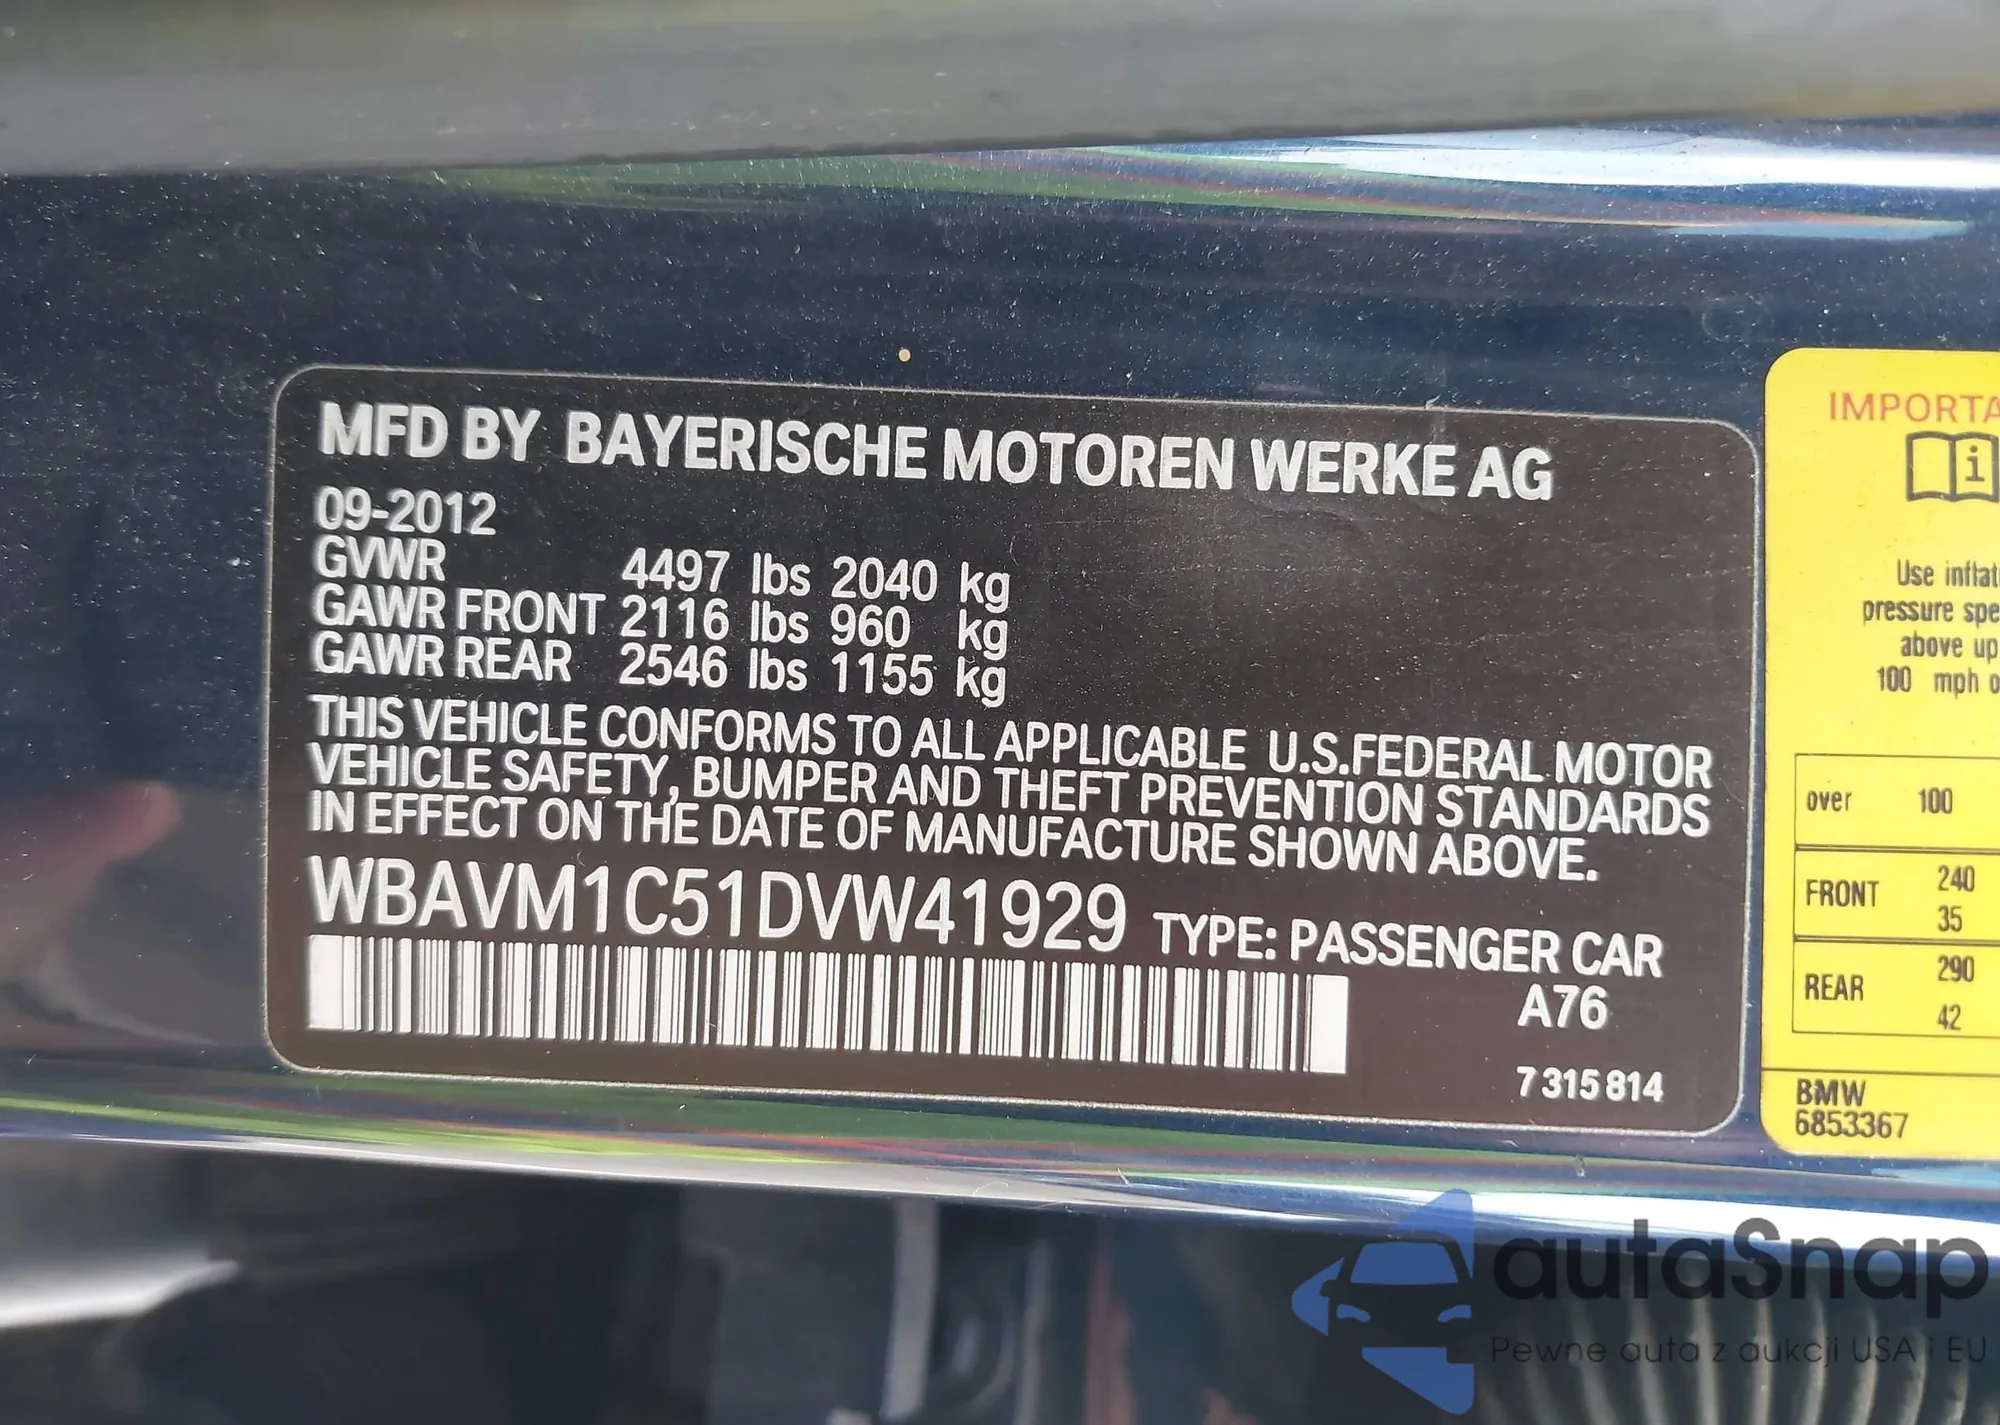 MFD BY BAYERISCHE MOTOREN WERKE AG
09-2012
GVWR 4497 lbs 2040 kg
GAWR FRONT 2116 lbs 960 kg
GAWR REAR 2546 lbs 1155 kg
THIS VEHICLE CONFORMS TO ALL APPLICABLE U.S.FEDERAL MOTOR
VEHICLE SAFETY, BUMPER AND THEFT PREVENTION STANDARDS
IN EFFECT ON THE DATE OF MANUFACTURE SHOWN ABOVE.
WBAVM1C51DVW41929 TYPE: PASSENGER CAR
A76
7 315 814
IMPORTA
i
Use inflat
pressure spe
above up
100 mph o
over 100
FRONT 240
35
REAR 290
42
BMW
6853367
autaSnap
Pewne auta z aukcji USA i EU